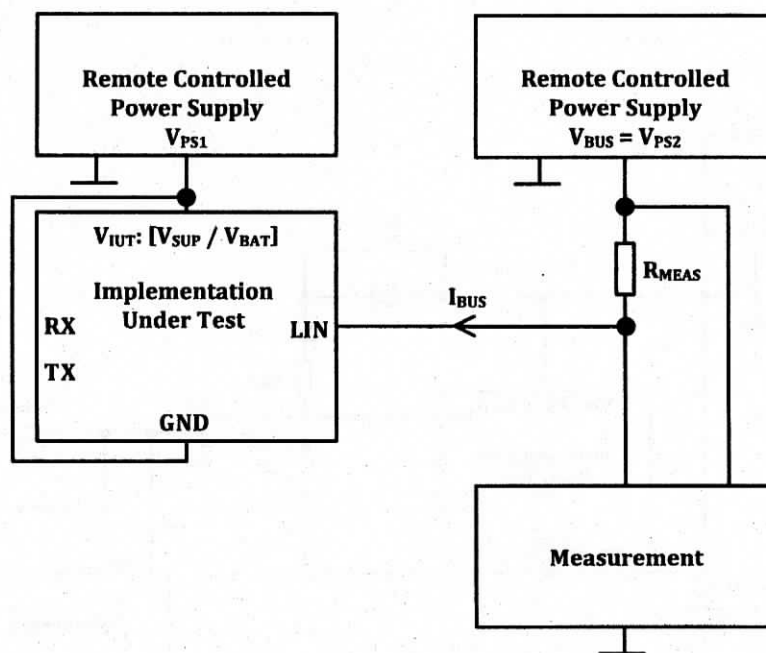 Remote Controlled
Power Supply
VPS1
Remote Controlled
Power Supply
VBUS = VPS2
VIUT: [VSUP / VBAT]
Implementation
Under Test
RX
TX
LIN
GND
IBUS
RMEAS
Measurement